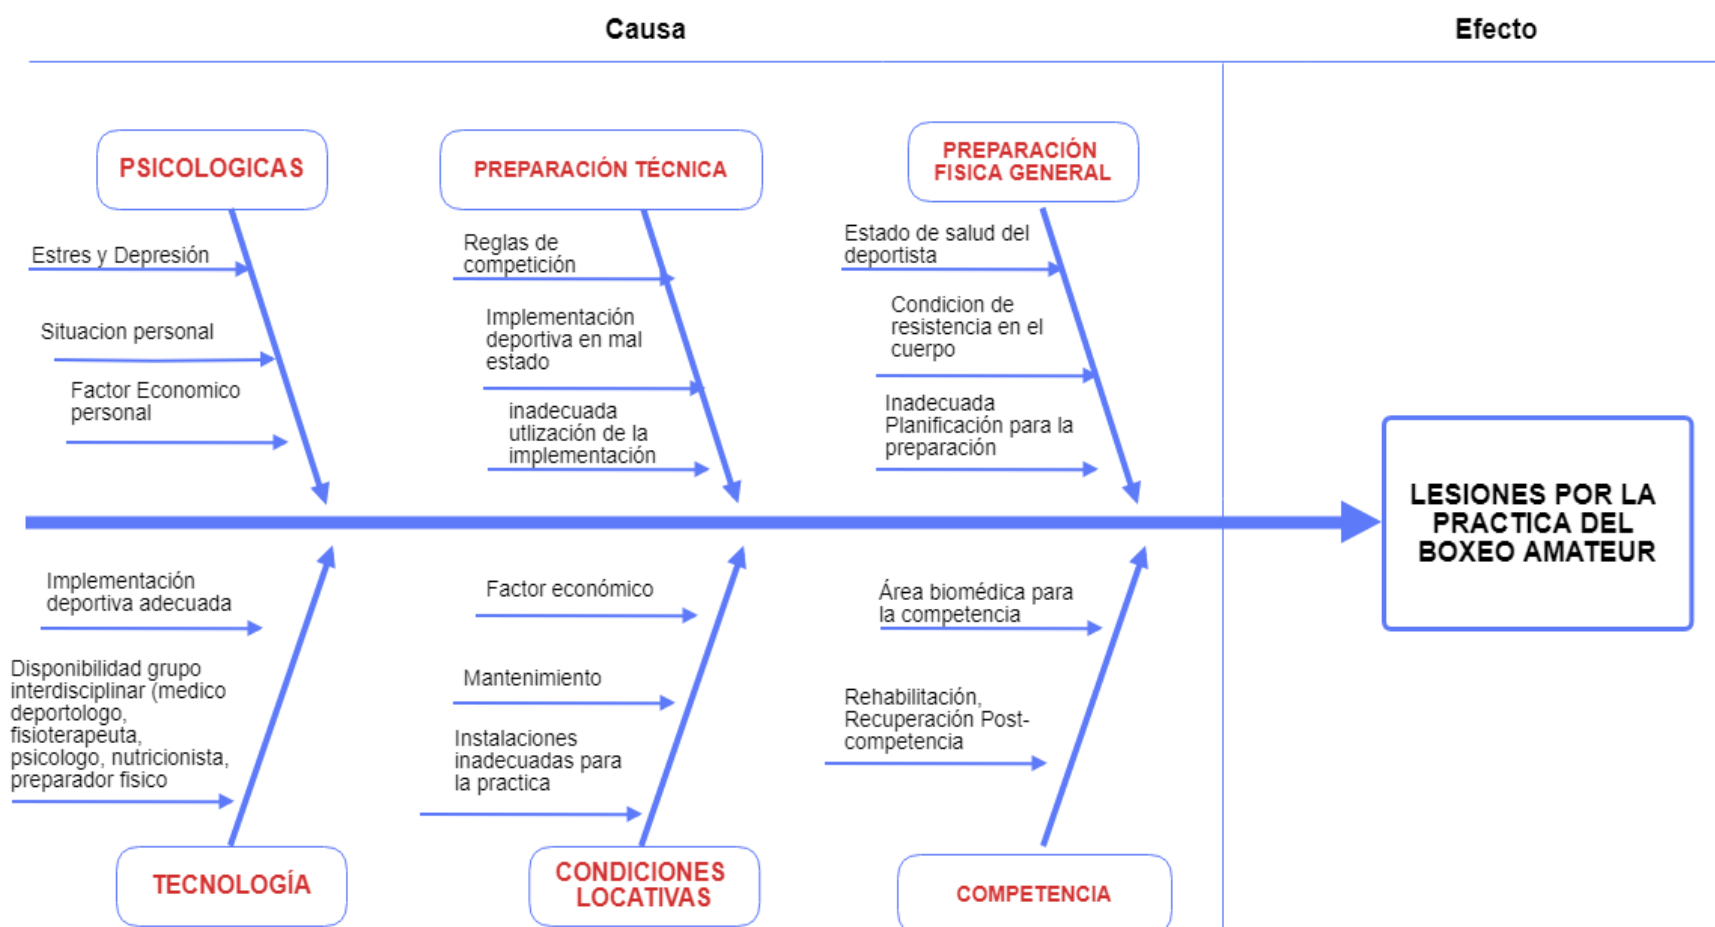 Causa
Efecto
PSICOLOGICAS
PREPARACIÓN TÉCNICA
PREPARACIÓN
FISICA GENERAL
Estres y Depresión
Situacion personal
Factor Economico
personal
Reglas de
competición
Implementación
deportiva en mal
estado
inadecuada
utlización de la
implementación
Estado de salud del
deportista
Condicion de
resistencia en el
cuerpo
Inadecuada
Planificación para la
preparación
LESIONES POR LA
PRACTICA DEL
BOXEO AMATEUR
Implementación
deportiva adecuada
Disponibilidad grupo
interdisciplinar (medico
deportologo,
fisioterapeuta,
psicologo, nutricionista,
preparador fisico
Factor económico
Mantenimiento
Instalaciones
inadecuadas para
la practica
Área biomédica para
la competencia
Rehabilitación,
Recuperación Post-
competencia
TECNOLOGÍA
CONDICIONES
LOCATIVAS
COMPETENCIA